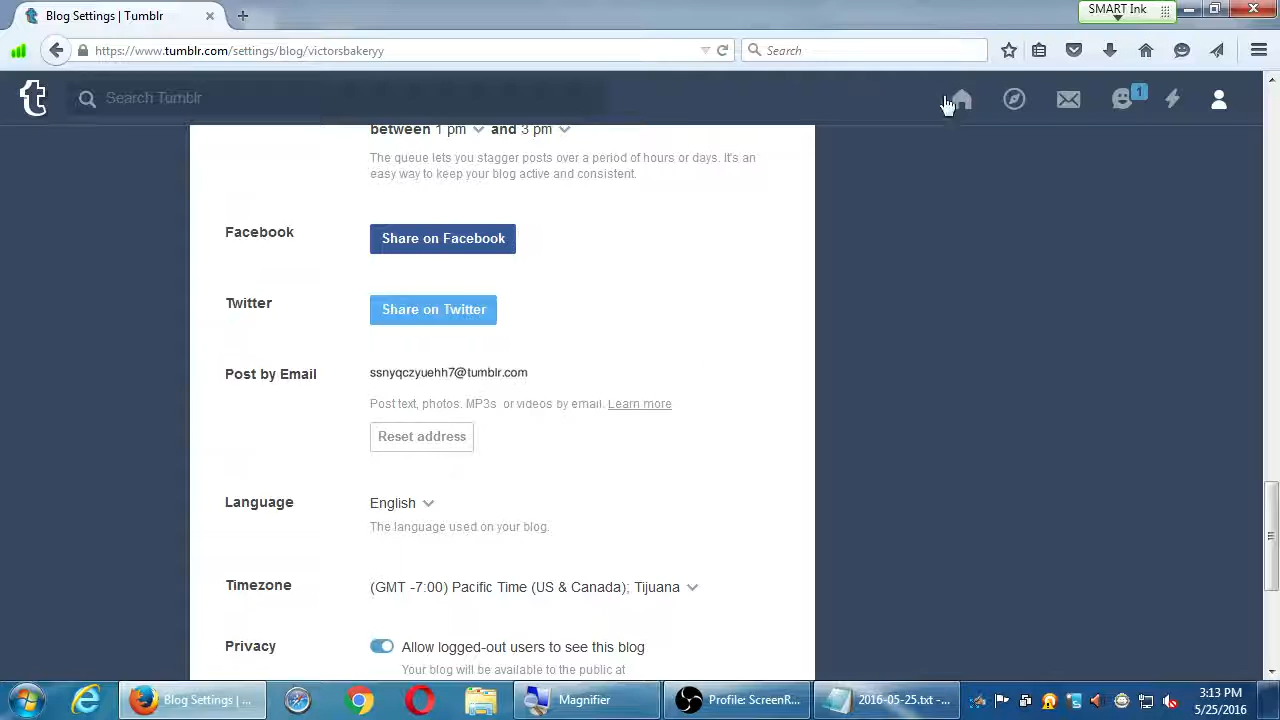 Blog Settings | Tumblr
SMART Ink
https://www.tumblr.com/settings/blog/victorsbakeryy
Search
Search Tumblr
1
between 1 pm and 3 pm
The queue lets you stagger posts over a period of hours or days. It's an
easy way to keep your blog active and consistent.
Facebook
Share on Facebook
Twitter
Share on Twitter
Post by Email
ssnyqczyuehh7@tumblr.com
Post text, photos. MP3s or videos by email. Learn more
Reset address
Language
English
The language used on your blog.
Timezone
(GMT -7:00) Pacific Time (US & Canada); Tijuana
Privacy
Allow logged-out users to see this blog
Your blog will be available to the public at
Blog Settings | ...
Magnifier
Profile: ScreenR...
2016-05-25.txt -...
3:13 PM
5/25/2016